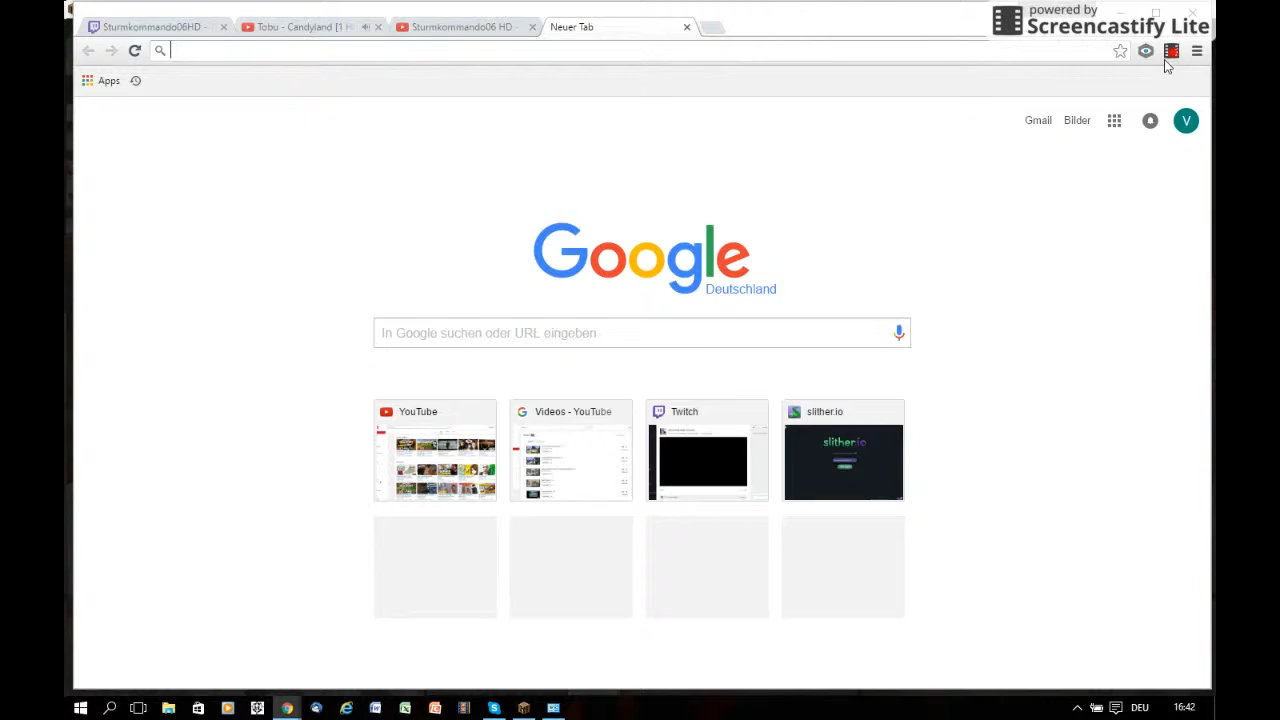 powered by
Screencastify Lite
Sturmkommando06HD -
Tobu - Candyland [1 H
Sturmkommando06 HD -
Neuer Tab
Apps
Gmail
Bilder
V
Google
Deutschland
In Google suchen oder URL eingeben
YouTube
Videos - YouTube
Twitch
slither.io
slither.io
DEU
16:42